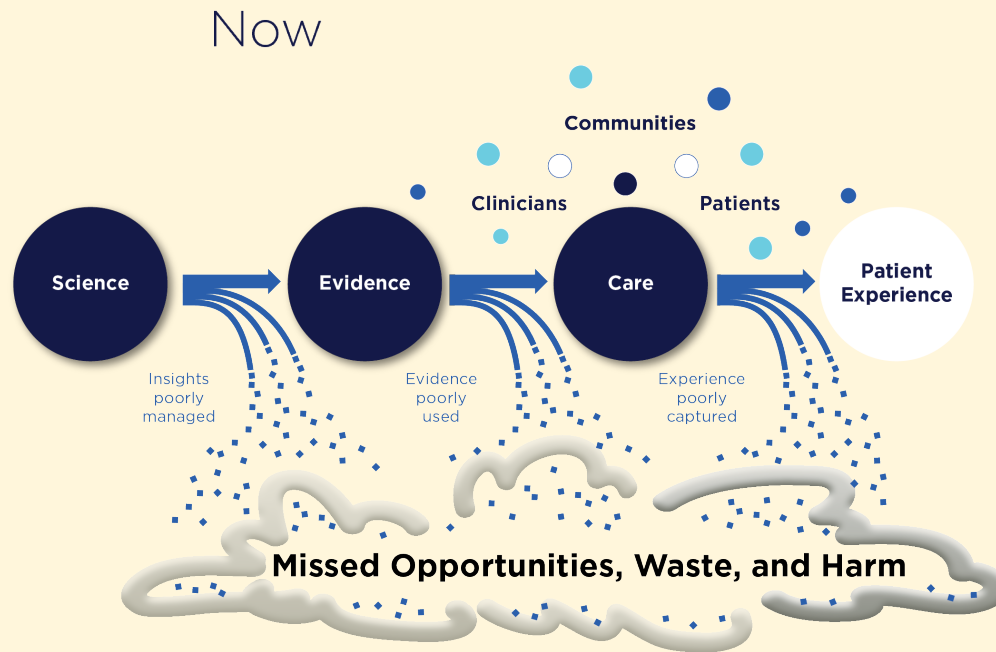 Now
Communities
Clinicians
Patients
Science
Evidence
Care
Patient
Experience
Insights
poorly
managed
Evidence
poorly
used
Experience
poorly
captured
Missed Opportunities, Waste, and Harm